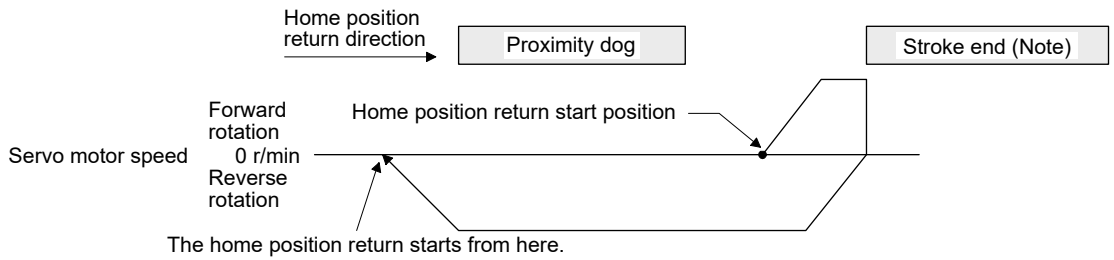 Home position
return direction
Proximity dog
Stroke end (Note)
Home position return start position
Forward
rotation
Servo motor speed 0 r/min
Reverse
rotation
The home position return starts from here.